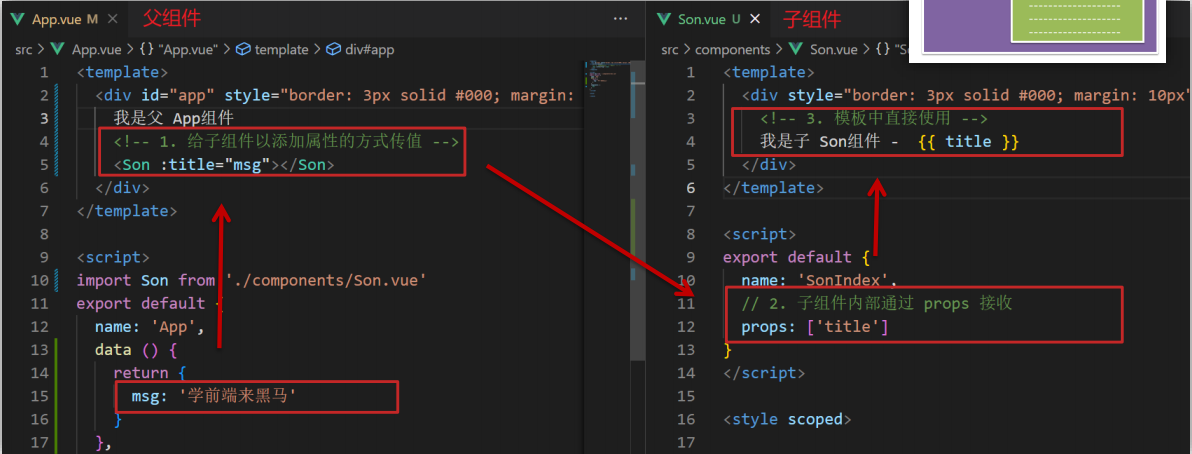 App.vue M 父组件
src > App.vue > {} "App.vue" > template > div#app
1 <template>
2 <div id="app" style="border: 3px solid #000; margin:
3 我是父 App组件
4 <!-- 1. 给子组件以添加属性的方式传值 -->
5 <Son :title="msg"></Son>
6 </div>
7 </template>
8
9 <script>
10 import Son from './components/Son.vue'
11 export default {
12 name: 'App',
13 data () {
14 return {
15 msg: '学前端来黑马'
16 }
17 },
Son.vue U 子组件
src > components > Son.vue > {} "S
1 <template>
2 <div style="border: 3px solid #000; margin: 10px"
3 <!-- 3. 模板中直接使用 -->
4 我是子 Son组件 - {{ title }}
5 </div>
6 </template>
7
8 <script>
9 export default {
10 name: 'SonIndex',
11 // 2. 子组件内部通过 props 接收
12 props: ['title']
13 }
14 </script>
15
16 <style scoped>
17